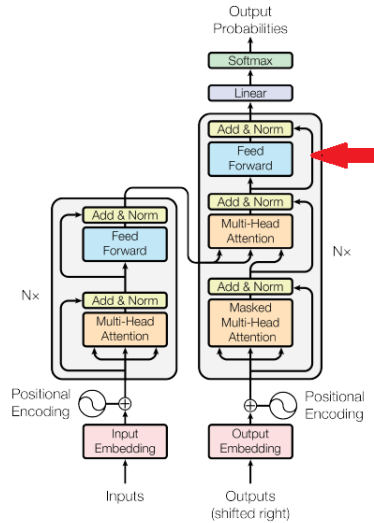 Output
Probabilities
Softmax
Linear
Add & Norm
Feed
Forward
Add & Norm
Multi-Head
Attention
Nx
Add & Norm
Masked
Multi-Head
Attention
Add & Norm
Feed
Forward
Nx
Add & Norm
Multi-Head
Attention
Positional
Encoding
Positional
Encoding
Input
Embedding
Output
Embedding
Inputs
Outputs
(shifted right)